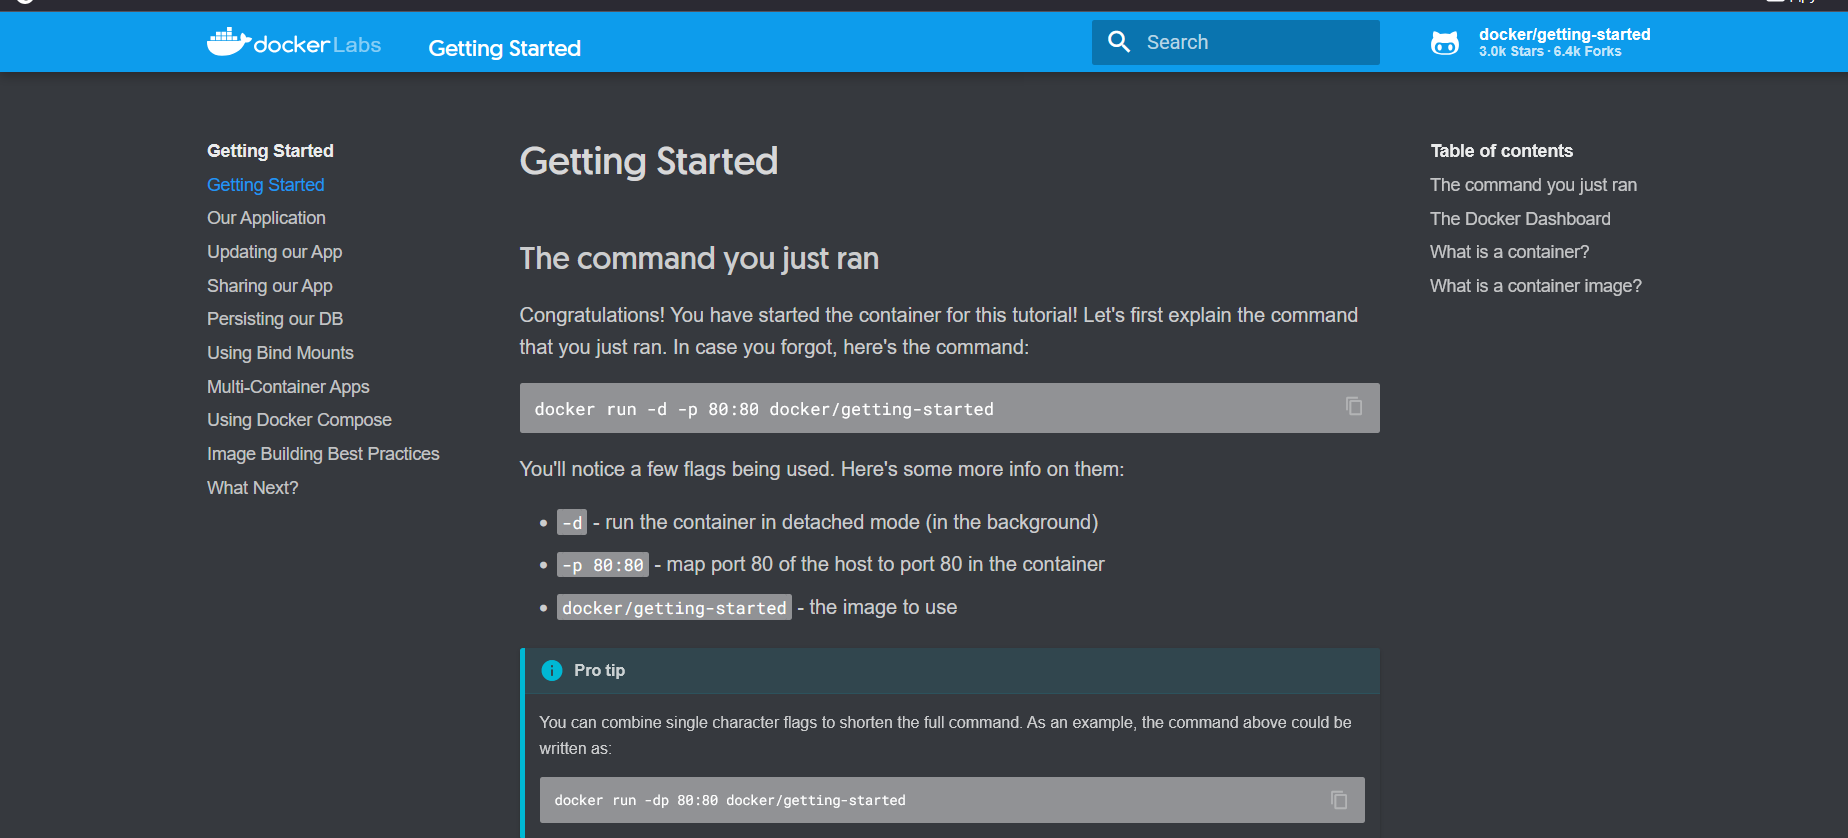 docker Labs
Getting Started
Search
docker/getting-started
3.0k Stars · 6.4k Forks
Getting Started
Getting Started
Our Application
Updating our App
Sharing our App
Persisting our DB
Using Bind Mounts
Multi-Container Apps
Using Docker Compose
Image Building Best Practices
What Next?
Getting Started
The command you just ran
Congratulations! You have started the container for this tutorial! Let's first explain the command
that you just ran. In case you forgot, here's the command:
docker run -d -p 80:80 docker/getting-started
You'll notice a few flags being used. Here's some more info on them:
• -d - run the container in detached mode (in the background)
• -p 80:80 - map port 80 of the host to port 80 in the container
• docker/getting-started - the image to use
Pro tip
You can combine single character flags to shorten the full command. As an example, the command above could be
written as:
docker run -dp 80:80 docker/getting-started
Table of contents
The command you just ran
The Docker Dashboard
What is a container?
What is a container image?